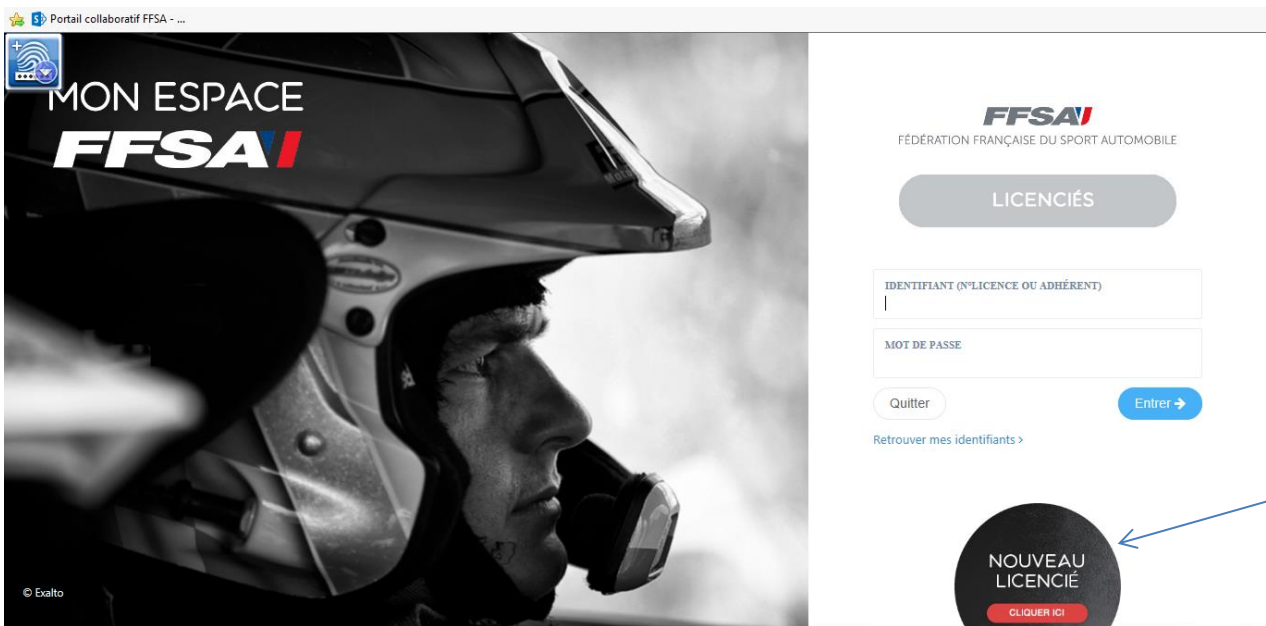 Portail collaboratif FFSA - ...
MON ESPACE
FFSA
© Exalto
FFSA
FÉDÉRATION FRANÇAISE DU SPORT AUTOMOBILE
LICENCIÉS
IDENTIFIANT (N°LICENCE OU ADHÉRENT)
MOT DE PASSE
Quitter
Entrer
Retrouver mes identifiants >
NOUVEAU
LICENCIÉ
CLIQUER ICI